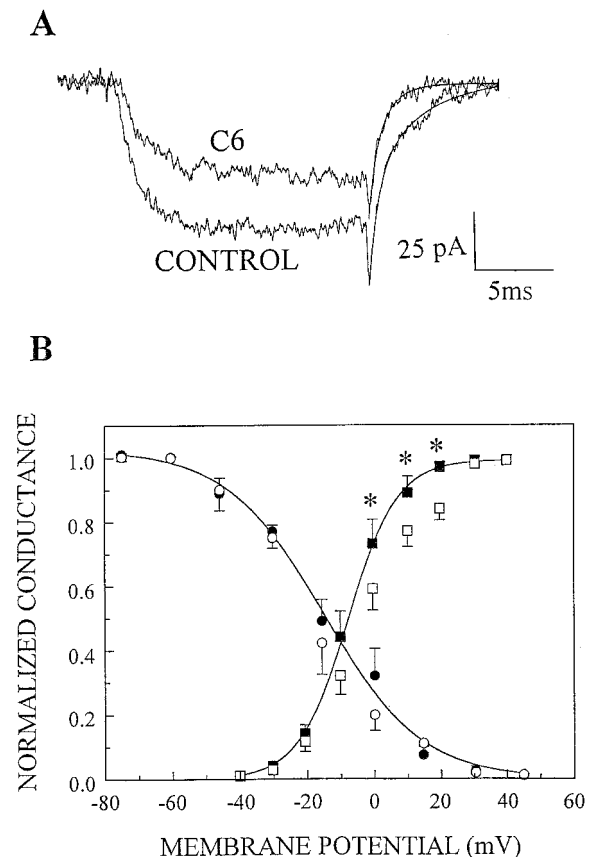 A
C6
CONTROL
25 pA
5ms
B
NORMALIZED CONDUCTANCE
1.0
0.8
0.6
0.4
0.2
0.0
* * *
-80 -60 -40 -20 0 20 40 60
MEMBRANE POTENTIAL (mV)